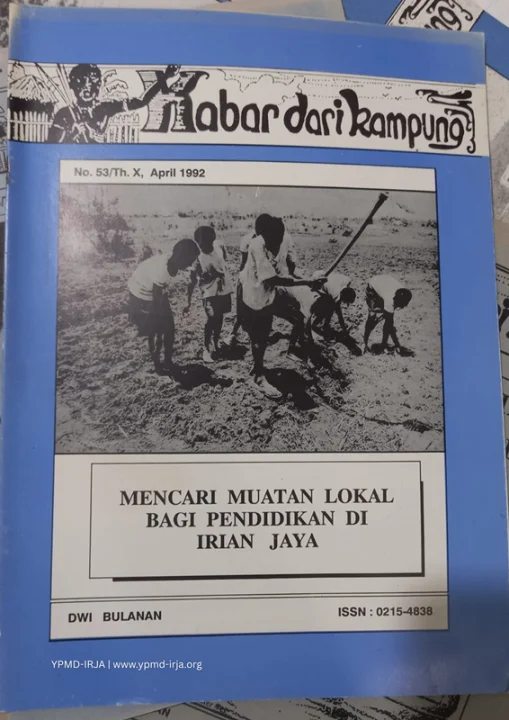 Kabar dari kampung
No. 53/Th. X, April 1992
MENCARI MUATAN LOKAL
BAGI PENDIDIKAN DI
IRIAN JAYA
DWI BULANAN
ISSN : 0215-4838
YPMD-IRJA | www.ypmd-irja.org